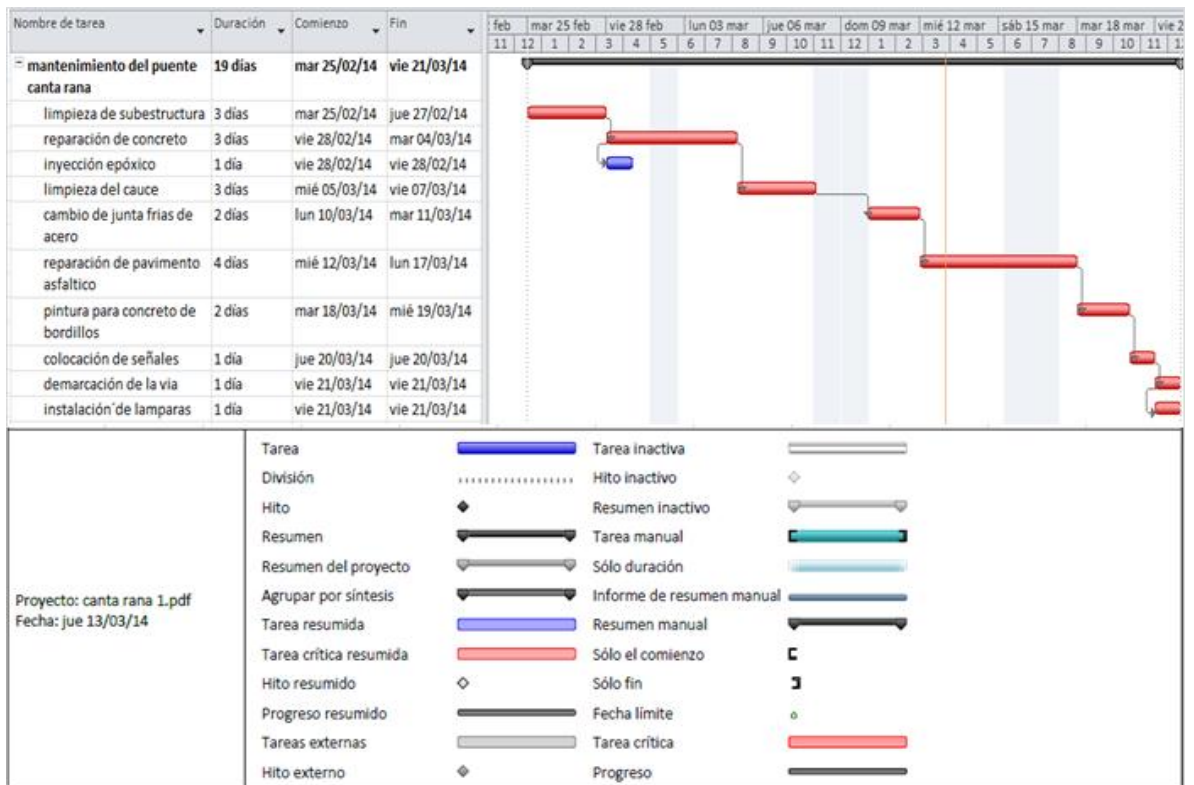 Nombre de tarea Duración Comienzo Fin
feb mar 25 feb vie 28 feb lun 03 mar jue 06 mar dom 09 mar mié 12 mar sáb 15 mar mar 18 mar vie 2
11 12 1 2 3 4 5 6 7 8 9 10 11 12 1 2 3 4 5 6 7 8 9 10 11 1
mantenimiento del puente 19 días mar 25/02/14 vie 21/03/14
canta rana
limpieza de subestructura 3 días mar 25/02/14 jue 27/02/14
reparación de concreto 3 días vie 28/02/14 mar 04/03/14
inyección epóxico 1 día vie 28/02/14 vie 28/02/14
limpieza del cauce 3 días mié 05/03/14 vie 07/03/14
cambio de junta frias de 2 días lun 10/03/14 mar 11/03/14
acero
reparación de pavimento 4 días mié 12/03/14 lun 17/03/14
asfaltico
pintura para concreto de 2 días mar 18/03/14 mié 19/03/14
bordillos
colocación de señales 1 día jue 20/03/14 jue 20/03/14
demarcación de la via 1 día vie 21/03/14 vie 21/03/14
instalación´de lamparas 1 día vie 21/03/14 vie 21/03/14
Proyecto: canta rana 1.pdf
Fecha: jue 13/03/14
Tarea
División
Hito
Resumen
Resumen del proyecto
Agrupar por síntesis
Tarea resumida
Tarea crítica resumida
Hito resumido
Progreso resumido
Tareas externas
Hito externo
Tarea inactiva
Hito inactivo
Resumen inactivo
Tarea manual
Sólo duración
Informe de resumen manual
Resumen manual
Sólo el comienzo
Sólo fin
Fecha límite
Tarea crítica
Progreso